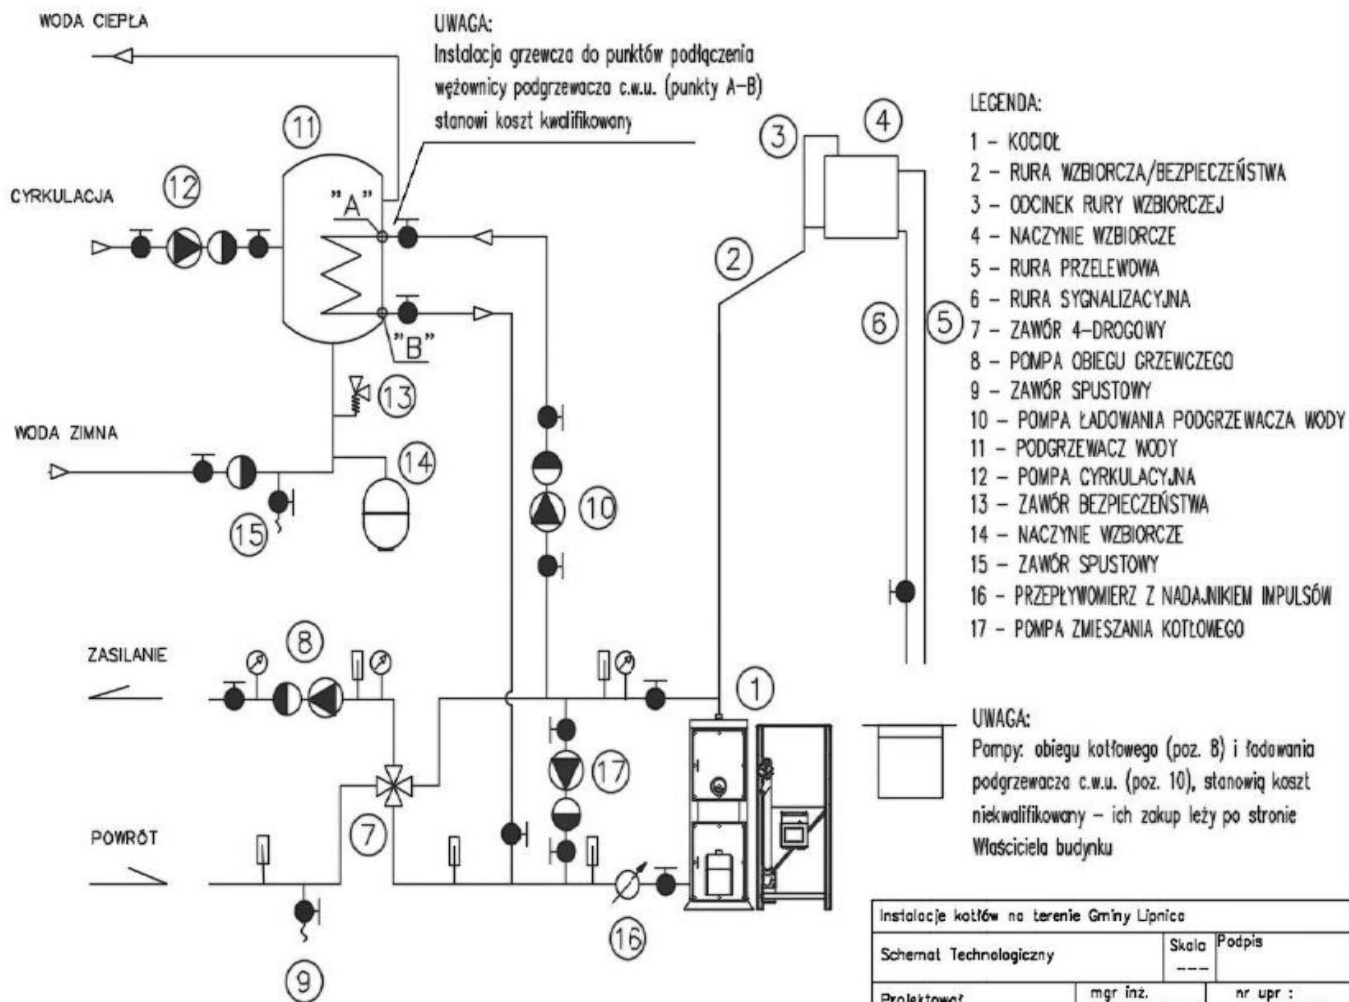 WODA CIEPŁA
UWAGA:
Instalacja grzewcza do punktów podłączenia
wężownicy podgrzewacza c.w.u. (punkty A-B)
stanowi koszt kwalifikowany
11
12
CYRKULACJA
"A"
"B"
13
WODA ZIMNA
14
15
10
3
4
2
6
5
LEGENDA:
1 - KOCIOŁ
2 - RURA WZBIORCZA/BEZPIECZEŃSTWA
3 - ODCINEK RURY WZBIORCZEJ
4 - NACZYNIE WZBIORCZE
5 - RURA PRZELEWOWA
6 - RURA SYGNALIZACYJNA
7 - ZAWÓR 4-DROGOWY
8 - POMPA OBIEGU GRZEWCZEGO
9 - ZAWÓR SPUSTOWY
10 - POMPA ŁADOWANIA PODGRZEWACZA WODY
11 - PODGRZEWACZ WODY
12 - POMPA CYRKULACYJNA
13 - ZAWÓR BEZPIECZEŃSTWA
14 - NACZYNIE WZBIORCZE
15 - ZAWÓR SPUSTOWY
16 - PRZEPŁYWOMIERZ Z NADAJNIKIEM IMPULSÓW
17 - POMPA ZMIESZANIA KOTŁOWEGO
ZASILANIE
8
1
17
7
POWRÓT
16
9
UWAGA:
Pompy: obiegu kotłowego (poz. 8) i ładowania
podgrzewacza c.w.u. (poz. 10), stanowią koszt
niekwalifikowany - ich zakup leży po stronie
Właściciela budynku
Instalacje kotłów na terenie Gminy Lipnica
Schemat Technologiczny
Skala
---
Podpis
Projektował
mgr inż.
nr upr :